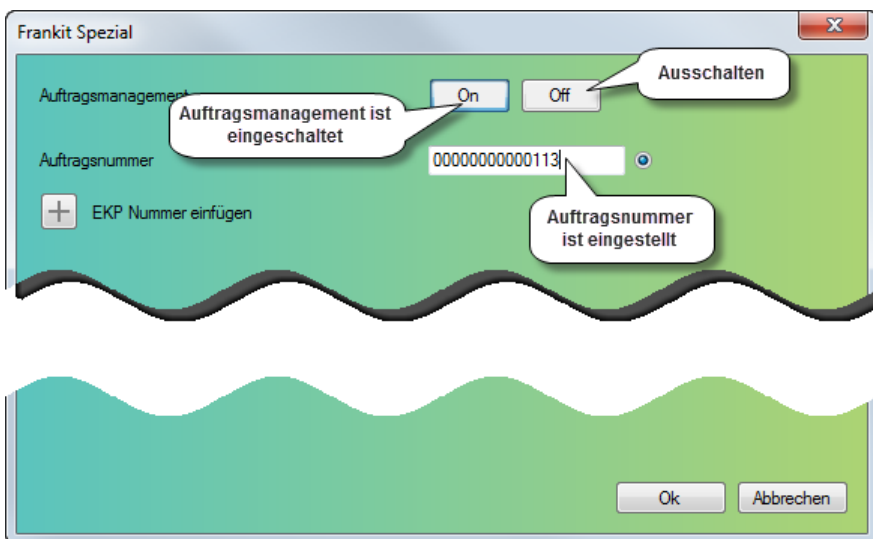 Frankit Spezial
Auftragsmanagement
On
Off
Ausschalten
Auftragsmanagement ist
eingeschaltet
Auftragsnummer
00000000000113
EKP Nummer einfügen
Auftragsnummer
ist eingestellt
Ok
Abbrechen